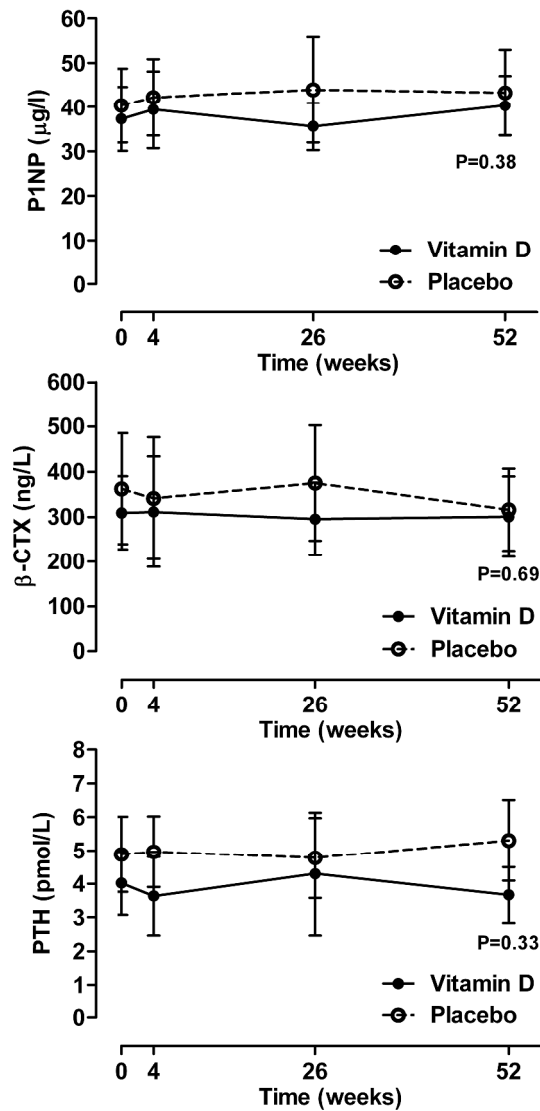 60
50
40
30
20
10
0
P1NP (μg/l)
P=0.38
Vitamin D
Placebo
0 4 26 52
Time (weeks)
600
500
400
300
200
100
0
β-CTX (ng/L)
P=0.69
Vitamin D
Placebo
0 4 26 52
Time (weeks)
8
7
6
5
4
3
2
1
0
PTH (pmol/L)
P=0.33
Vitamin D
Placebo
0 4 26 52
Time (weeks)